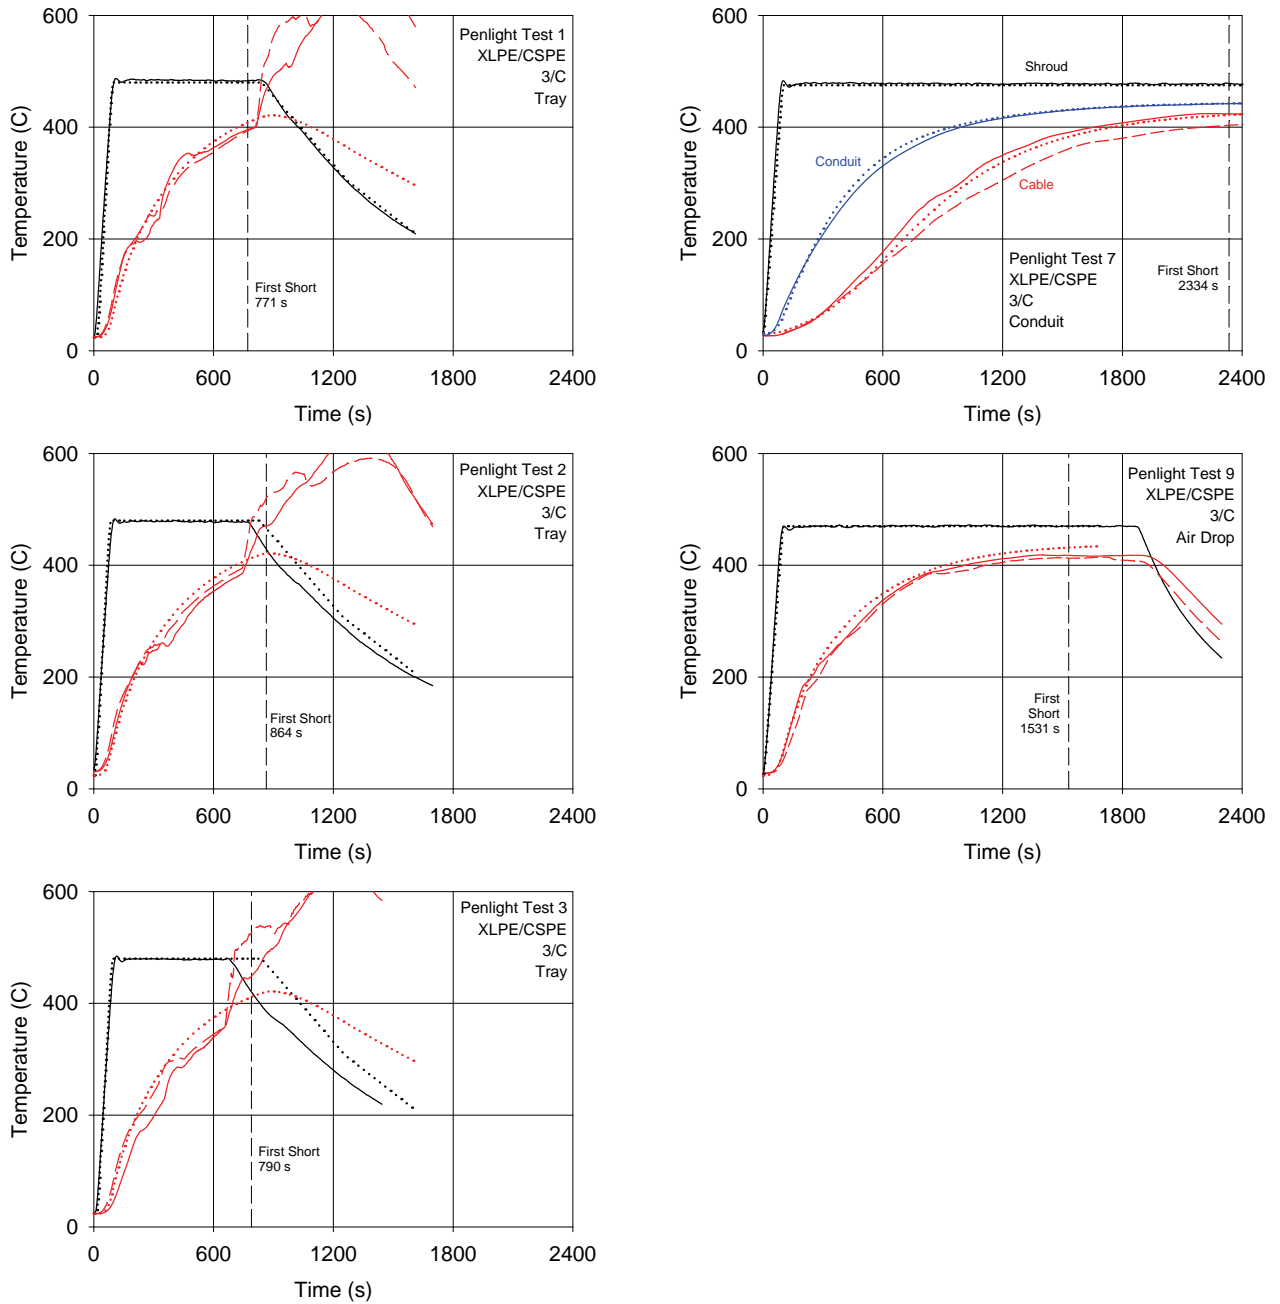 600
400
200
0
Temperature (C)
0
600
1200
1800
2400
Time (s)
Penlight Test 1
XLPE/CSPE
3/C
Tray
First Short
771 s
600
400
200
0
Temperature (C)
0
600
1200
1800
2400
Time (s)
Shroud
Conduit
Cable
Penlight Test 7
XLPE/CSPE
3/C
Conduit
First Short
2334 s
600
400
200
0
Temperature (C)
0
600
1200
1800
2400
Time (s)
Penlight Test 2
XLPE/CSPE
3/C
Tray
First Short
864 s
600
400
200
0
Temperature (C)
0
600
1200
1800
2400
Time (s)
Penlight Test 9
XLPE/CSPE
3/C
Air Drop
First
Short
1531 s
600
400
200
0
Temperature (C)
0
600
1200
1800
2400
Time (s)
Penlight Test 3
XLPE/CSPE
3/C
Tray
First Short
790 s